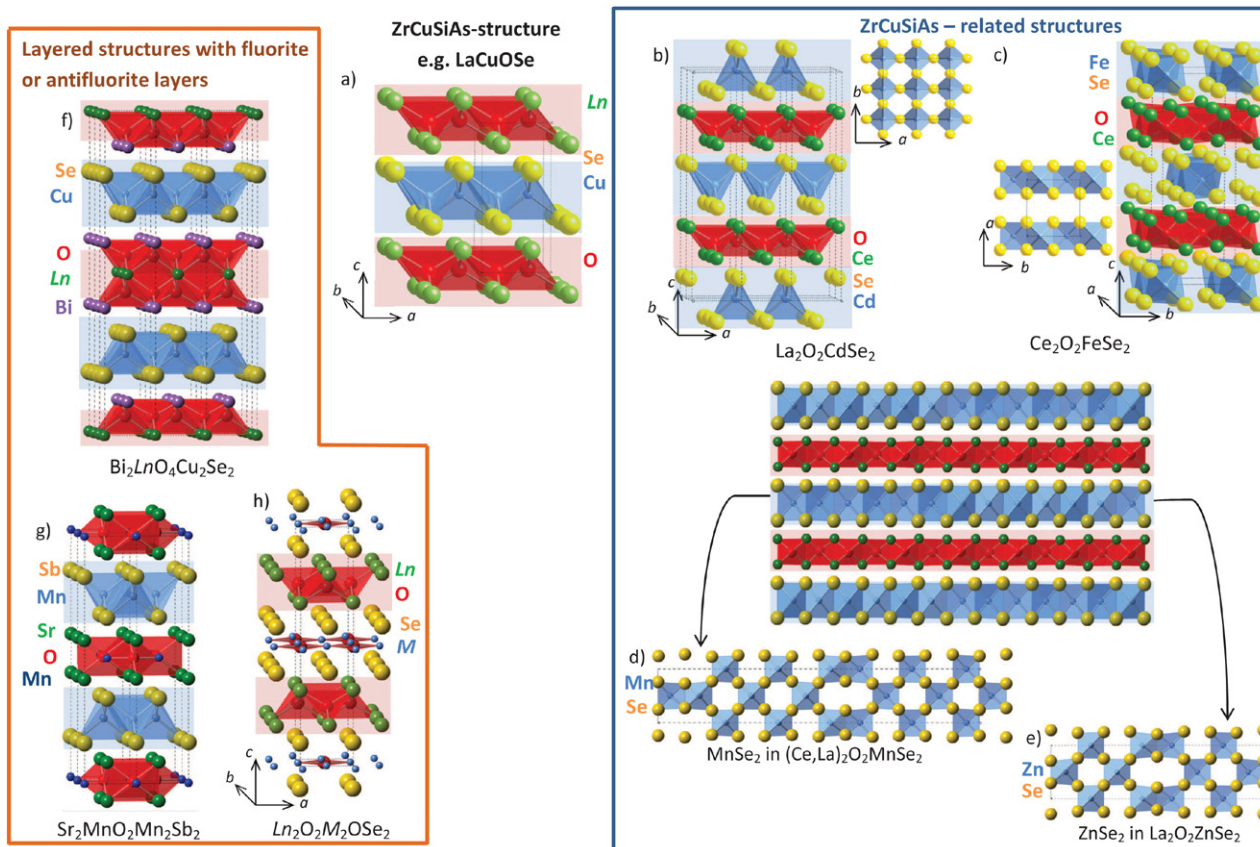 Layered structures with fluorite
or antifluorite layers
f)
Se
Cu
O
Ln
Bi
Bi₂LnO₄Cu₂Se₂
g)
Sb
Mn
Sr
O
Mn
Sr₂MnO₂Mn₂Sb₂
h)
Ln
O
Se
M
c
b
a
Ln₂O₂M₂OSe₂
ZrCuSiAs-structure
e.g. LaCuOSe
a)
Ln
Se
Cu
O
c
b
a
ZrCuSiAs – related structures
b)
b
a
O
Ce
Se
Cd
c
b
a
La₂O₂CdSe₂
c)
Fe
Se
O
Ce
a
b
c
a
b
Ce₂O₂FeSe₂
d)
Mn
Se
MnSe₂ in (Ce,La)₂O₂MnSe₂
e)
Zn
Se
ZnSe₂ in La₂O₂ZnSe₂